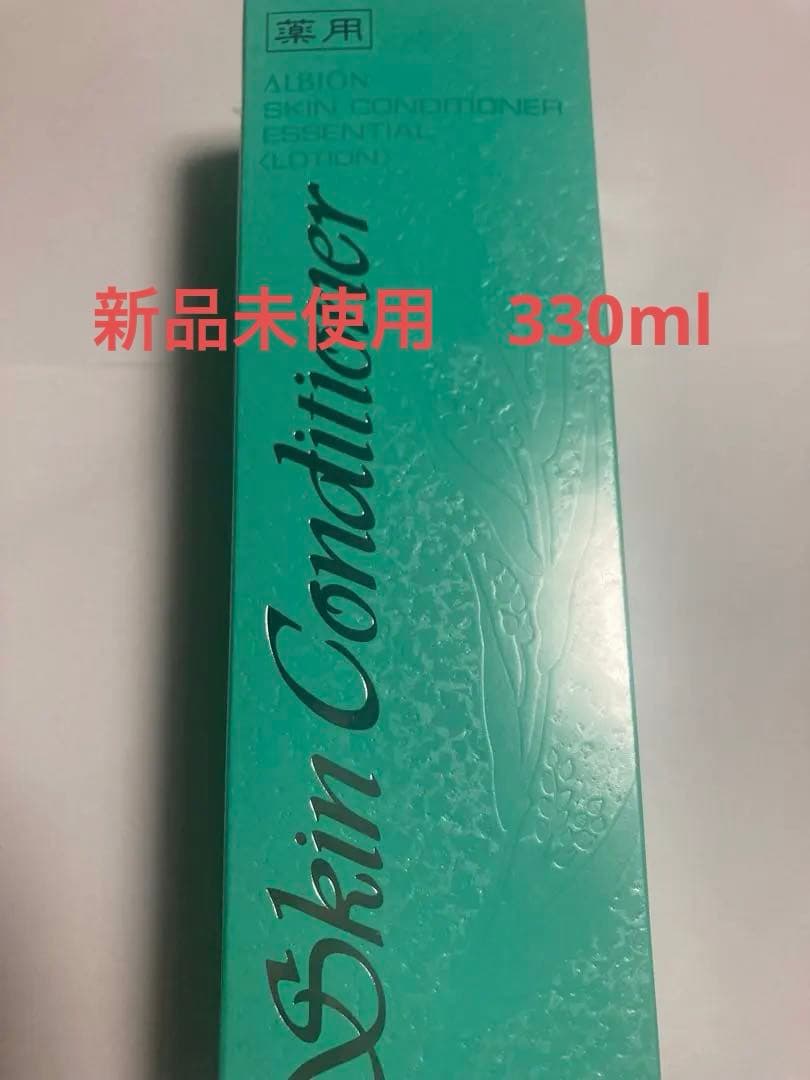 薬用
ALBION
SKIN CONDITIONER
ESSENTIAL
<LOTION>
新品未使用　330ml
Skin Conditioner